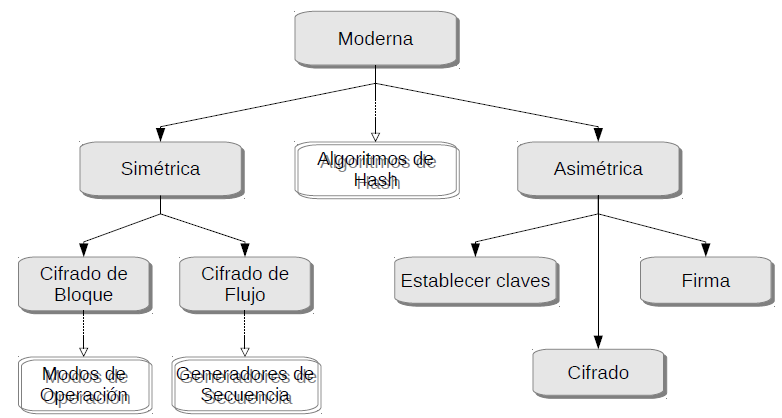 Moderna
Simétrica
Algoritmos de
Hash
Asimétrica
Cifrado de
Bloque
Cifrado de
Flujo
Establecer claves
Firma
Modos de
Operación
Generadores de
Secuencia
Cifrado